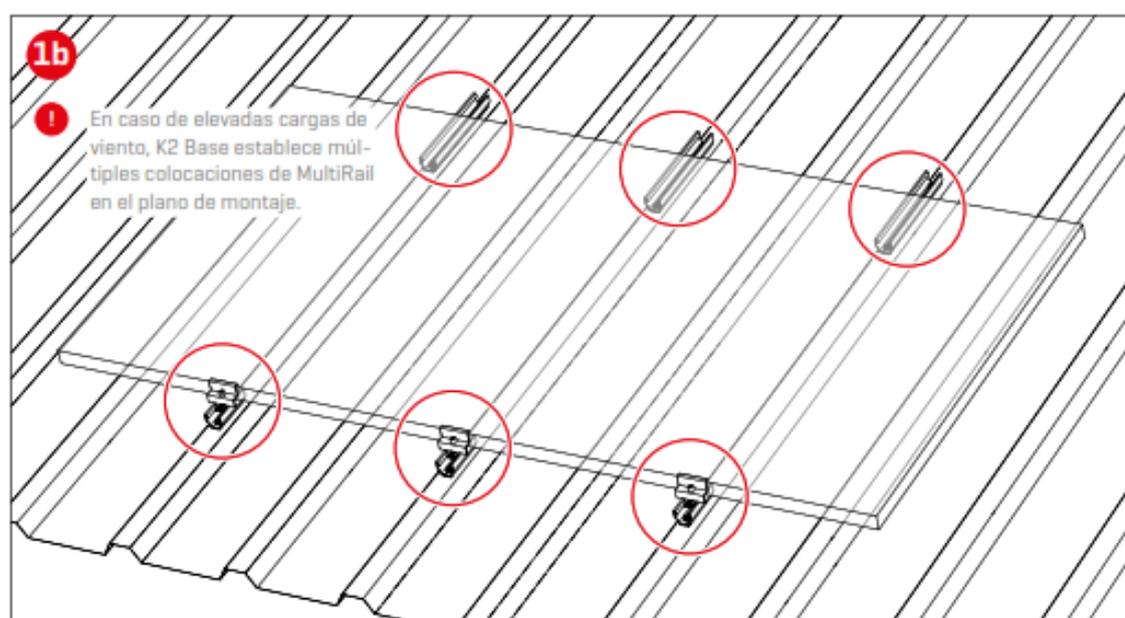 1b
!
En caso de elevadas cargas de
viento, K2 Base establece múl-
tiples colocaciones de MultiRail
en el plano de montaje.